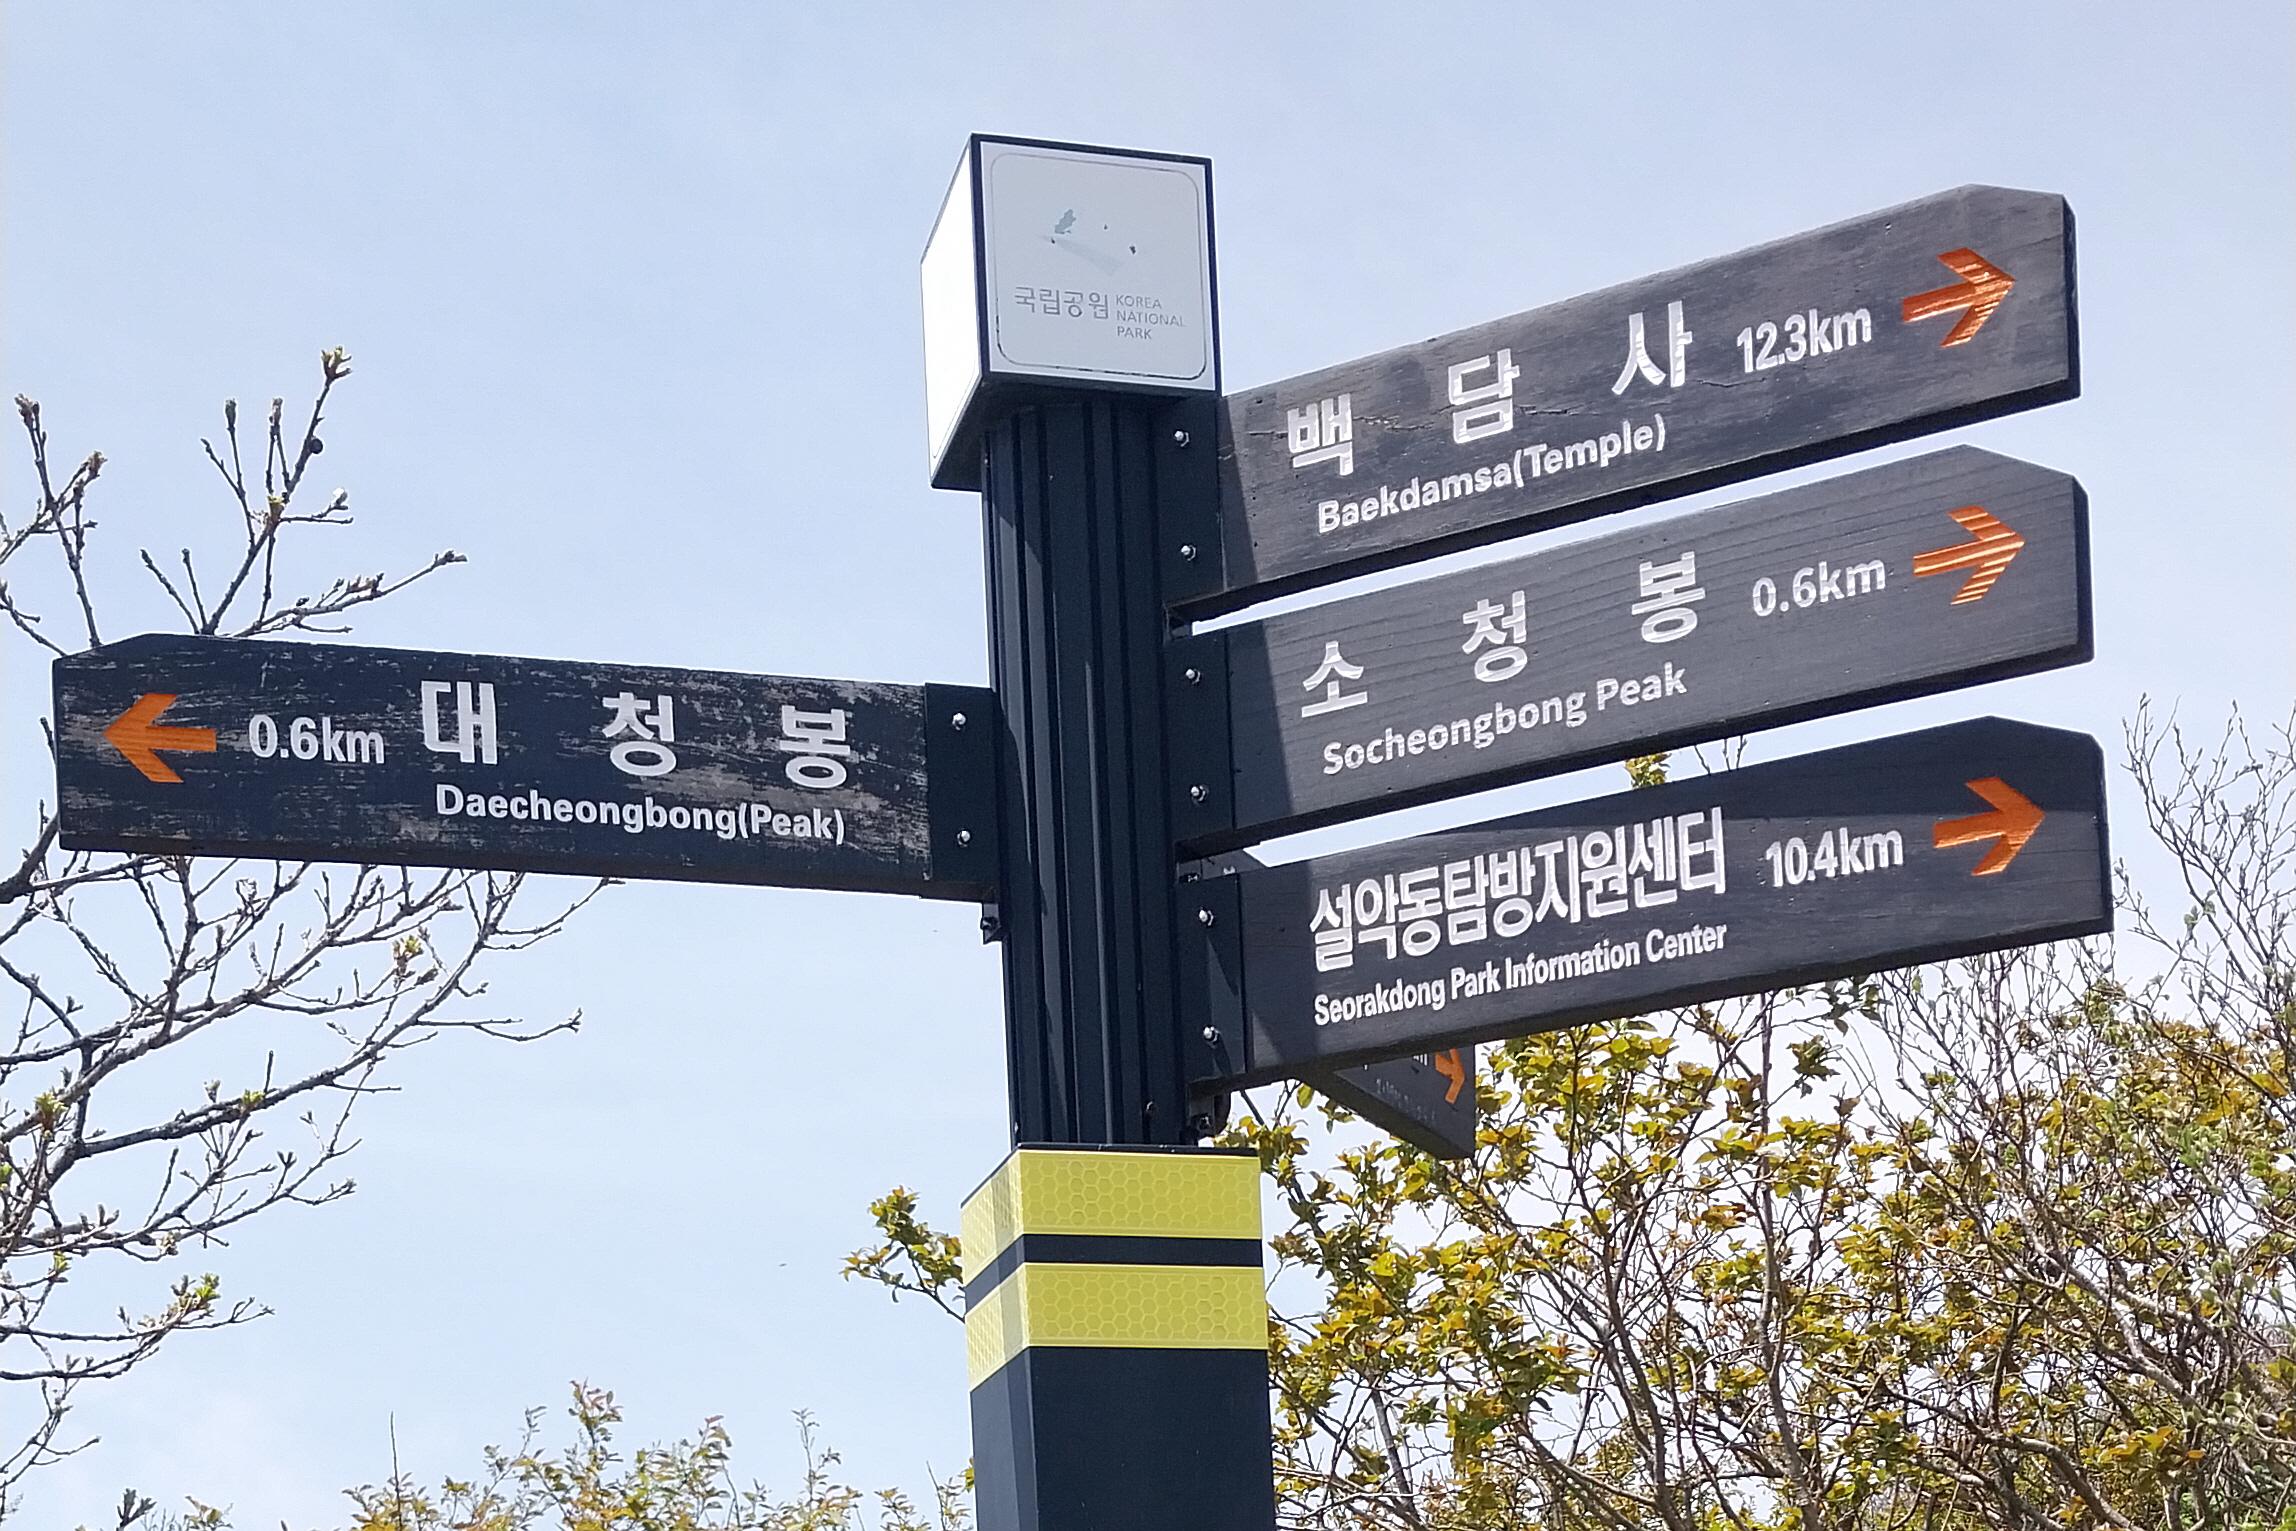 국립공원 KOREA
NATIONAL
PARK
백담사 12.3km
Baekdamsa(Temple)
소청봉 0.6km
Socheongbong Peak
0.6km 대청봉
Daecheongbong(Peak)
설악동탐방지원센터 10.4km
Seorakdong Park Information Center